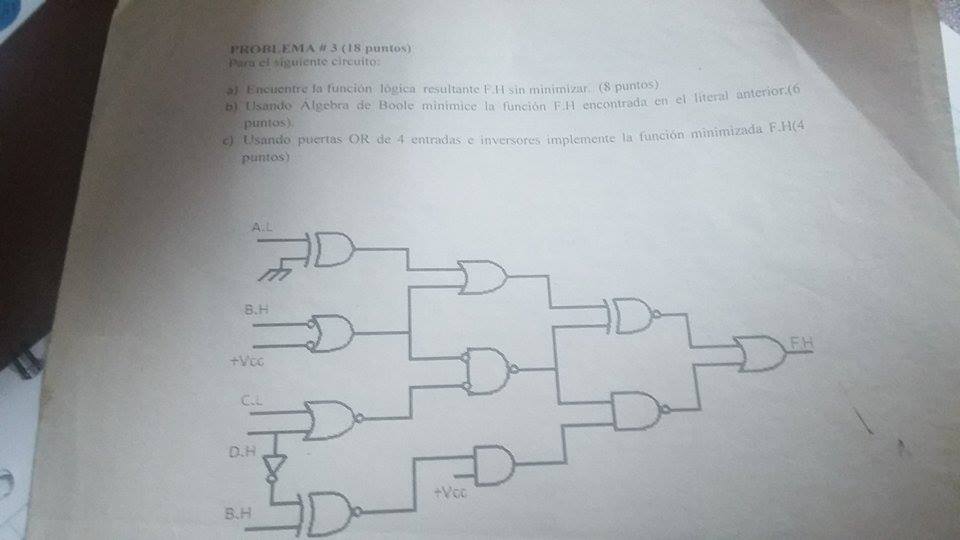 PROBLEMA # 3 (18 puntos)
Para el siguiente circuito:
a) Encuentre la función lógica resultante F.H sin minimizar. (8 puntos)
b) Usando Algebra de Boole minimice la función F.H encontrada en el literal anterior.(6
puntos).
c) Usando puertas OR de 4 entradas e inversores implemente la función minimizada F.H(4
puntos)
A.L
B.H
+Vcc
F.H
C.L
D.H
+Vcc
B.H